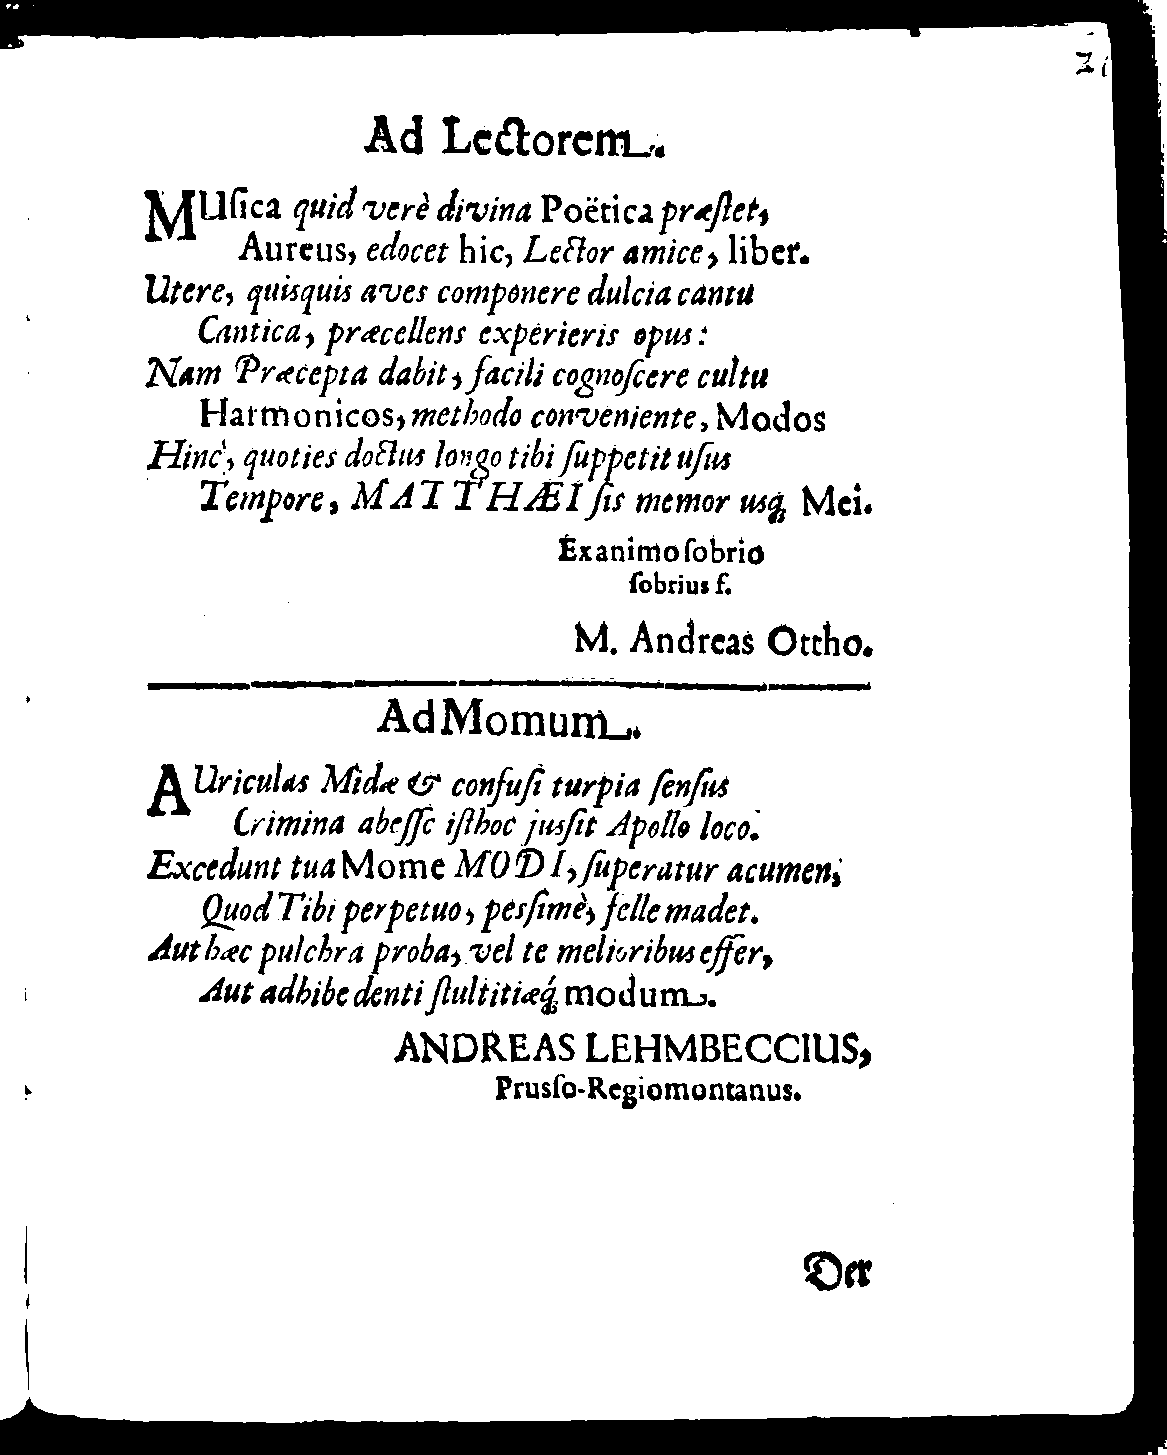 Ad Lectorem.
MUſica quid verè divina Poëtica præſtet,
Aureus, edocet hic, Lector amice, liber.
Utere, quisquis aves componere dulcia cantu
Cantica, præcellens experieris opus:
Nam Præcepta dabit, facili cognoſcere cultu
Harmonicos, methodo conveniente, Modos
Hinc, quoties doctus longo tibi ſuppetit uſus
Tempore, MATTHÆI ſis memor usq́; Mei.
Ex animo ſobrio
ſobrius f.
M. Andreas Ottho.
Ad Momum.
AUriculas Midæ & confuſi turpia ſenſus
Crimina abeſſe iſthoc jusſit Apollo loco.
Excedunt tua Mome MODI, ſuperatur acumen;
Quod Tibi perpetuo, pesſimè, felle madet.
Aut hæc pulchra proba, vel te melioribus effer,
Aut adhibe denti ſtultitiæq́; modum.
ANDREAS LEHMBECCIUS,
Prusſo-Regiomontanus.
Der